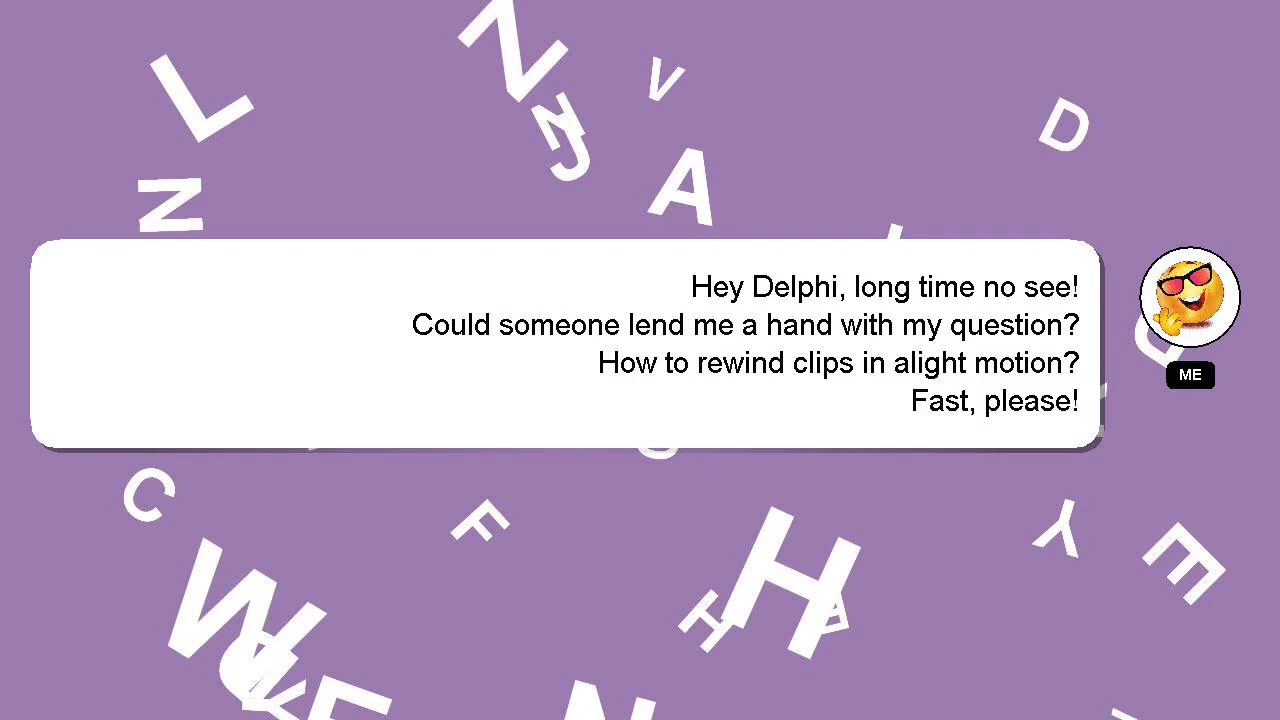 Hey Delphi, long time no see!
Could someone lend me a hand with my question?
How to rewind clips in alight motion?
Fast, please!
ME
L
N
V
N
J
A
D
N
D
C
F
Y
E
W
H
H
A
N